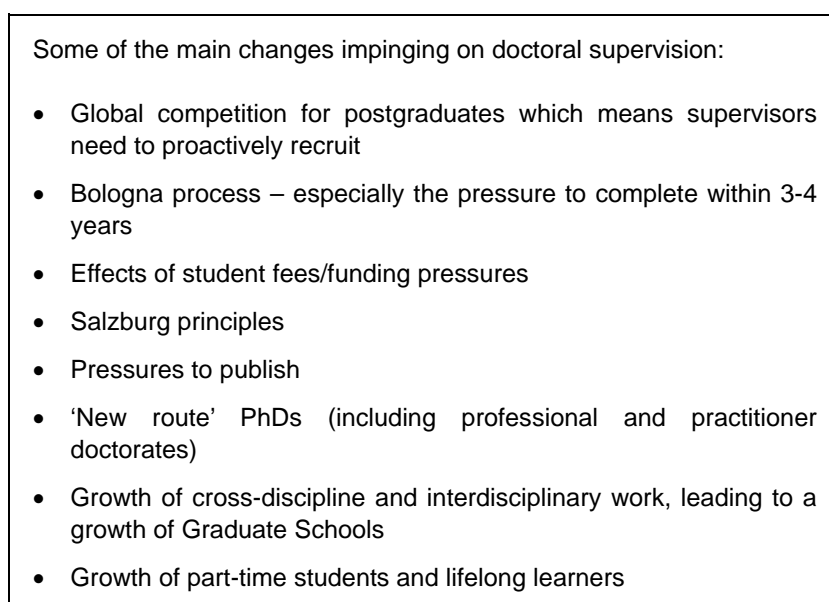 Some of the main changes impinging on doctoral supervision:
• Global competition for postgraduates which means supervisors
need to proactively recruit
• Bologna process – especially the pressure to complete within 3-4
years
• Effects of student fees/funding pressures
• Salzburg principles
• Pressures to publish
• ‘New route’ PhDs (including professional and practitioner
doctorates)
• Growth of cross-discipline and interdisciplinary work, leading to a
growth of Graduate Schools
• Growth of part-time students and lifelong learners